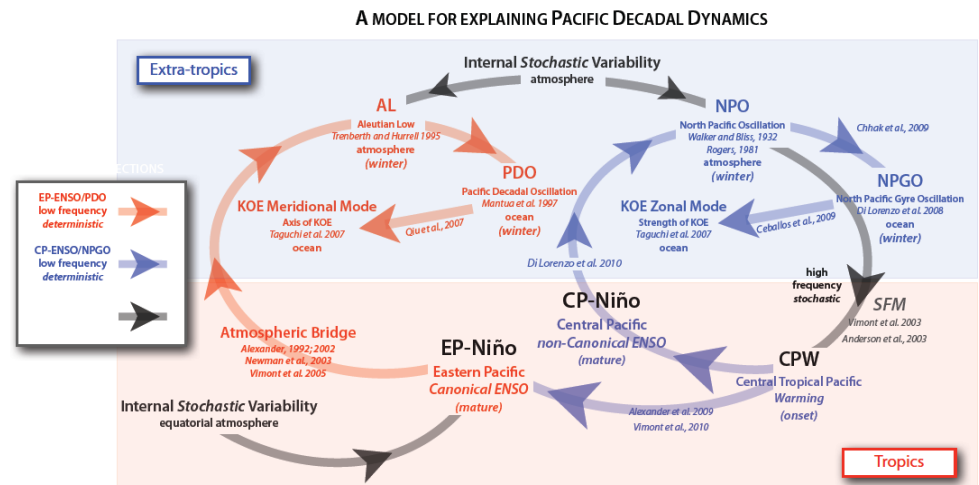 A MODEL FOR EXPLAINING PACIFIC DECADAL DYNAMICS
Extra-tropics
Internal Stochastic Variability
atmosphere
AL
Aleutian Low
Trenberth and Hurrell 1995
atmosphere
(winter)
NPO
North Pacific Oscillation
Walker and Bliss, 1932
Rogers, 1981
atmosphere
(winter)
Chhak et al., 2009
ECTIONS
EP-ENSO/PDO
low frequency
deterministic
CP-ENSO/NPGO
low frequency
deterministic
PDO
Pacific Decadal Oscillation
Mantua et al. 1997
ocean
(winter)
NPGO
North Pacific Gyre Oscillation
Di Lorenzo et al. 2008
ocean
(winter)
KOE Meridional Mode
Axis of KOE
Taguchi et al. 2007
ocean
Qiu et al., 2007
KOE Zonal Mode
Strength of KOE
Taguchi et al. 2007
ocean
Ceballos et al., 2009
Di Lorenzo et al. 2010
high
frequency
stochastic
SFM
Vimont et al. 2003
Anderson et al., 2003
CP-Niño
Central Pacific
non-Canonical ENSO
(mature)
Atmospheric Bridge
Alexander, 1992; 2002
Newman et al., 2003
Vimont et al. 2005
EP-Niño
Eastern Pacific
Canonical ENSO
(mature)
CPW
Central Tropical Pacific
Warming
(onset)
Alexander et al. 2009
Vimont et al., 2010
Internal Stochastic Variability
equatorial atmosphere
Tropics